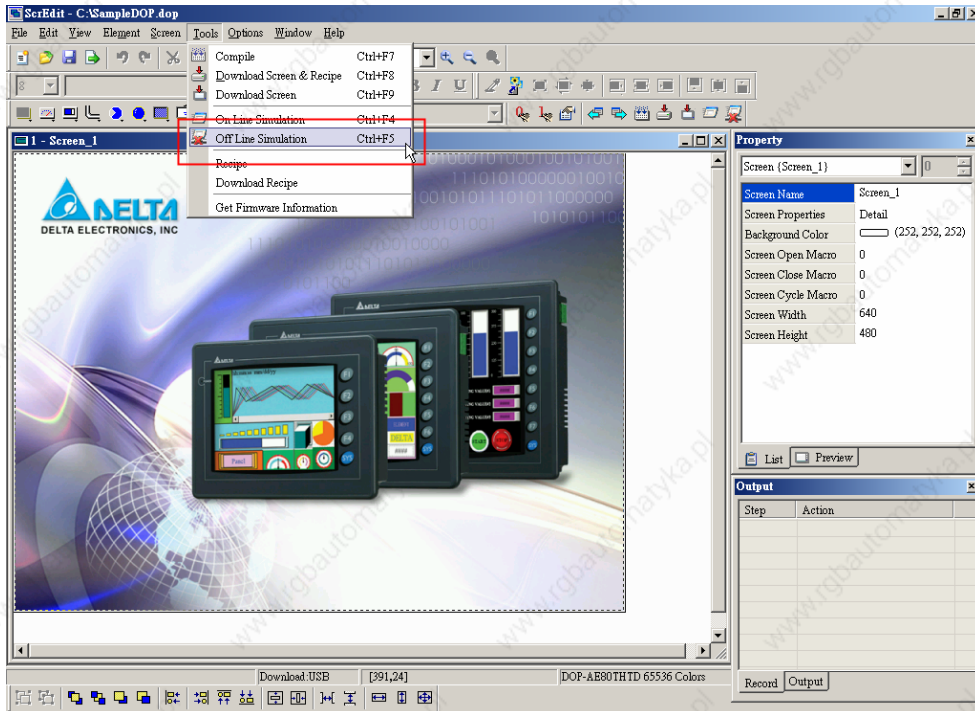 ScrEdit - C:\SampleDOP.dop
File Edit View Element Screen Tools Options Window Help
Compile Ctrl+F7
Download Screen & Recipe Ctrl+F8
Download Screen Ctrl+F9
On Line Simulation Ctrl+F4
Off Line Simulation Ctrl+F5
Recipe
Download Recipe
Get Firmware Information
1 - Screen_1
DELTA
DELTA ELECTRONICS, INC
Property
Screen {Screen_1} 0
Screen Name Screen_1
Screen Properties Detail
Background Color (252, 252, 252)
Screen Open Macro 0
Screen Close Macro 0
Screen Cycle Macro 0
Screen Width 640
Screen Height 480
List Preview
Output
Step Action
Record Output
Download:USB [391,24] DOP-AE80THTD 65536 Colors
www.rgbautomatyka.pl